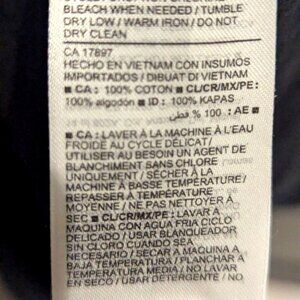 BLEACH WHEN NEEDED / TUMBLE
DRY LOW / WARM IRON / DO NOT
DRY CLEAN
CA 17897
HECHO EN VIETNAM CON INSUMOS
IMPORTADOS / DIBUAT DI VIETNAM
■ CA: 100% COTON ■ CL/CR/MX/PE:
100% algodón ■ ID: 100% KAPAS
■ AE: 100 % قطن
■ CA: LAVER À LA MACHINE À L'EAU
FROIDE AU CYCLE DÉLICAT /
UTILISER AU BESOIN UN AGENT DE
BLANCHIMENT SANS CHLORE
UNIQUEMENT / SÉCHER À LA
MACHINE À BASSE TEMPÉRATURE /
REPASSER À TEMPÉRATURE
MOYENNE / NE PAS NETTOYER À
SEC ■ CL/CR/MX/PE: LAVAR A
MAQUINA CON AGUA FRIA CICLO
DELICADO / USAR BLANQUEADOR
SIN CLORO CUANDO SEA
NECESARIO / SECAR A MAQUINA A
BAJA TEMPERATURA / PLANCHAR A
TEMPERATURA MEDIA / NO LAVAR
EN SECO / USAR DETERGENTE / NO